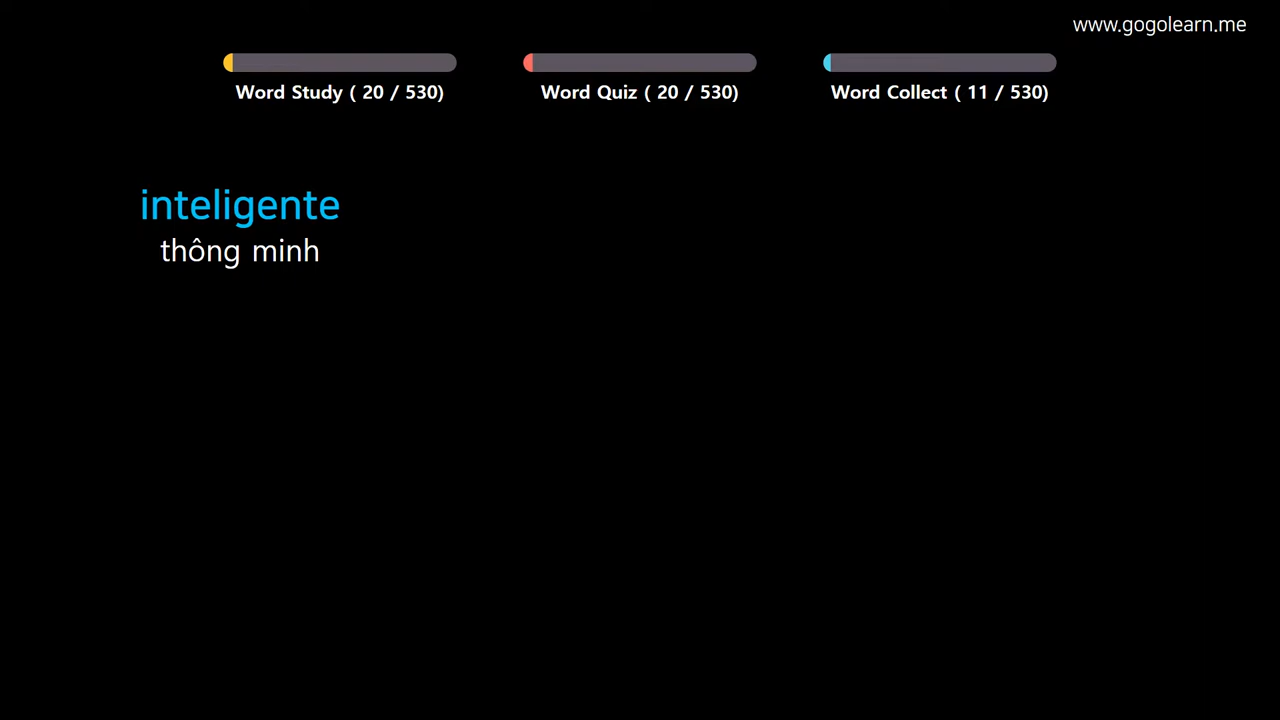 www.gogolearn.me
Word Study ( 20 / 530)
Word Quiz ( 20 / 530)
Word Collect ( 11 / 530)
inteligente
thông minh